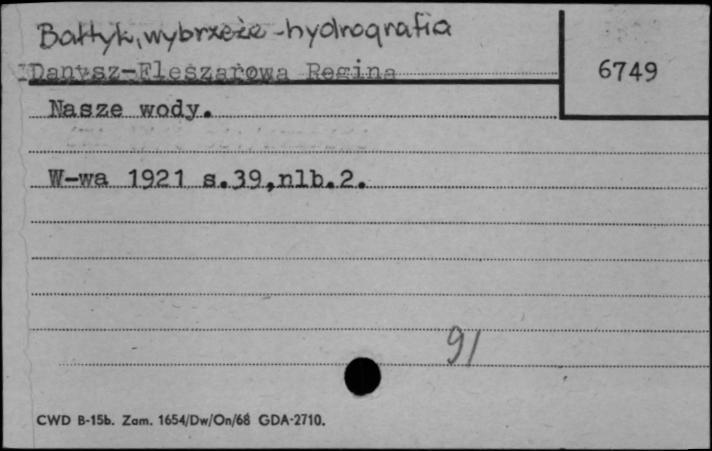 Bałtyk, wybrzeże - hydrografia
Danysz-Fleszarowa Regina
6749
Nasze wody.
W-wa 1921 s.39,nlb.2.
91
CWD B-15b. Zam. 1654/Dw/On/68 GDA-2710.